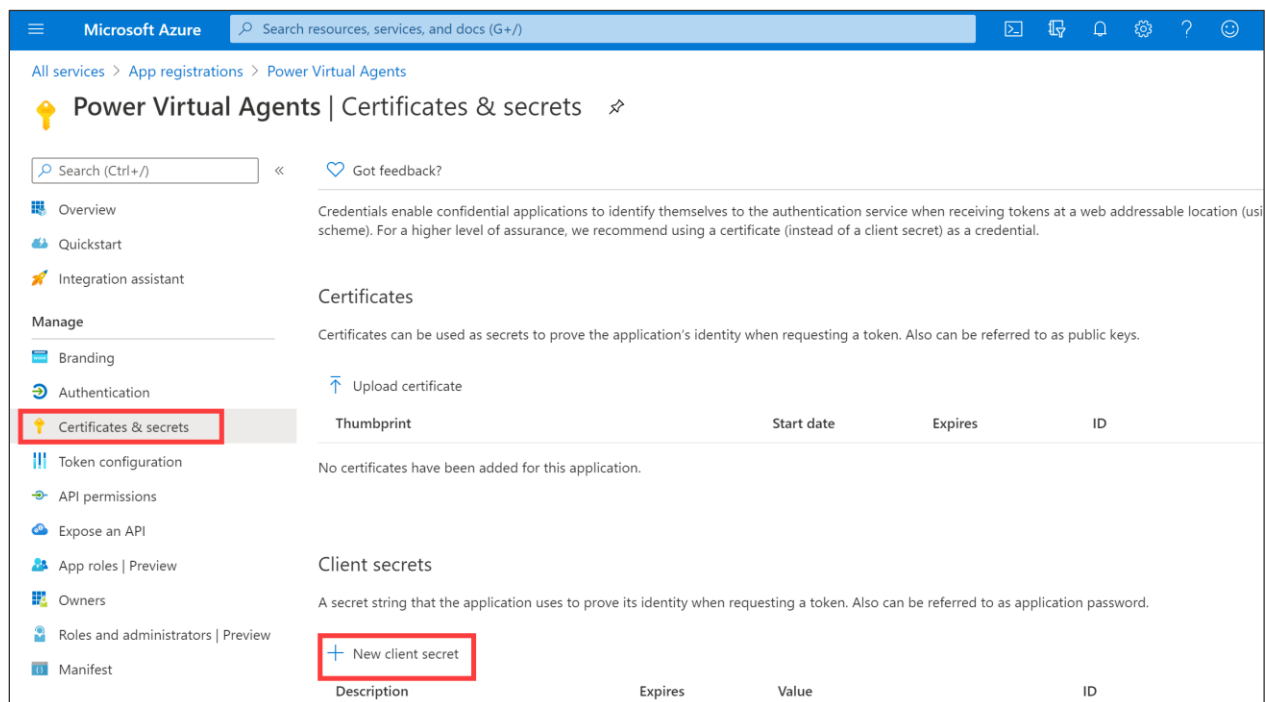 Microsoft Azure
Search resources, services, and docs (G+/)
All services > App registrations > Power Virtual Agents
Power Virtual Agents | Certificates & secrets
Search (Ctrl+/)
«
Overview
Quickstart
Integration assistant
Manage
Branding
Authentication
Certificates & secrets
Token configuration
API permissions
Expose an API
App roles | Preview
Owners
Roles and administrators | Preview
Manifest
Got feedback?
Credentials enable confidential applications to identify themselves to the authentication service when receiving tokens at a web addressable location (usi
scheme). For a higher level of assurance, we recommend using a certificate (instead of a client secret) as a credential.
Certificates
Certificates can be used as secrets to prove the application's identity when requesting a token. Also can be referred to as public keys.
Upload certificate
Thumbprint Start date Expires ID
No certificates have been added for this application.
Client secrets
A secret string that the application uses to prove its identity when requesting a token. Also can be referred to as application password.
+ New client secret
Description Expires Value ID